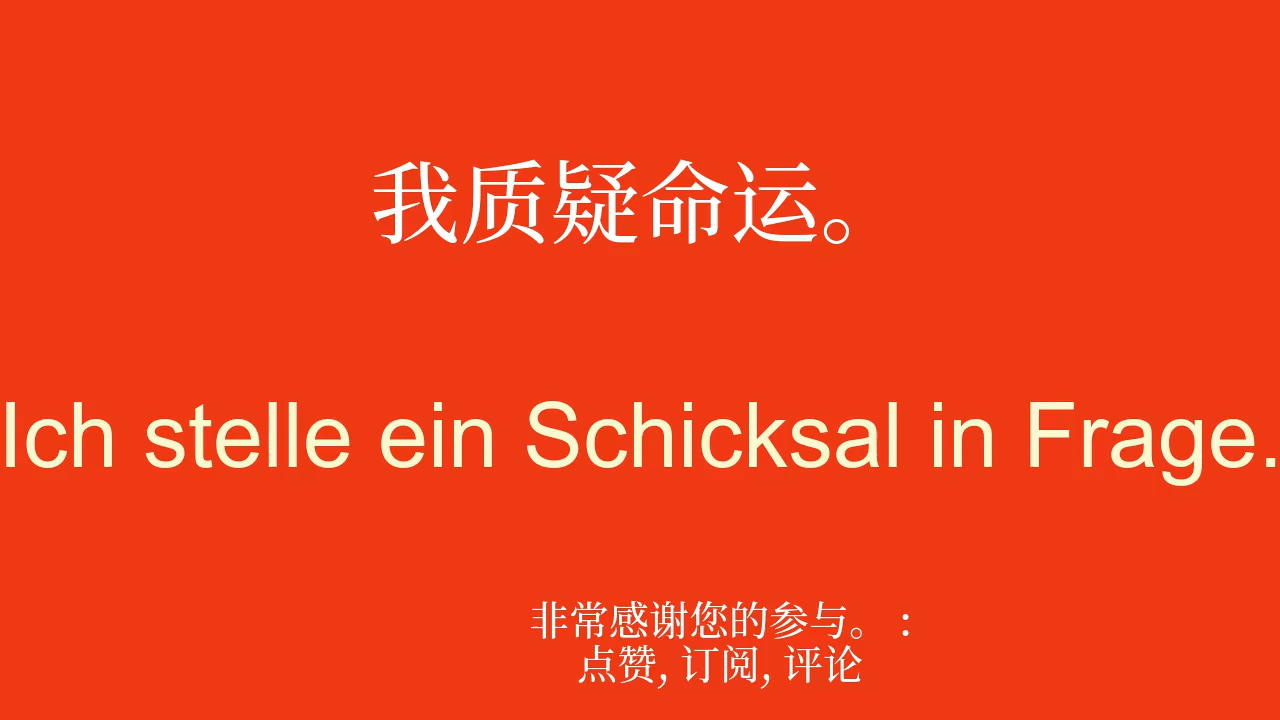 我质疑命运。
Ich stelle ein Schicksal in Frage.
非常感谢您的参与。 :
点赞, 订阅, 评论